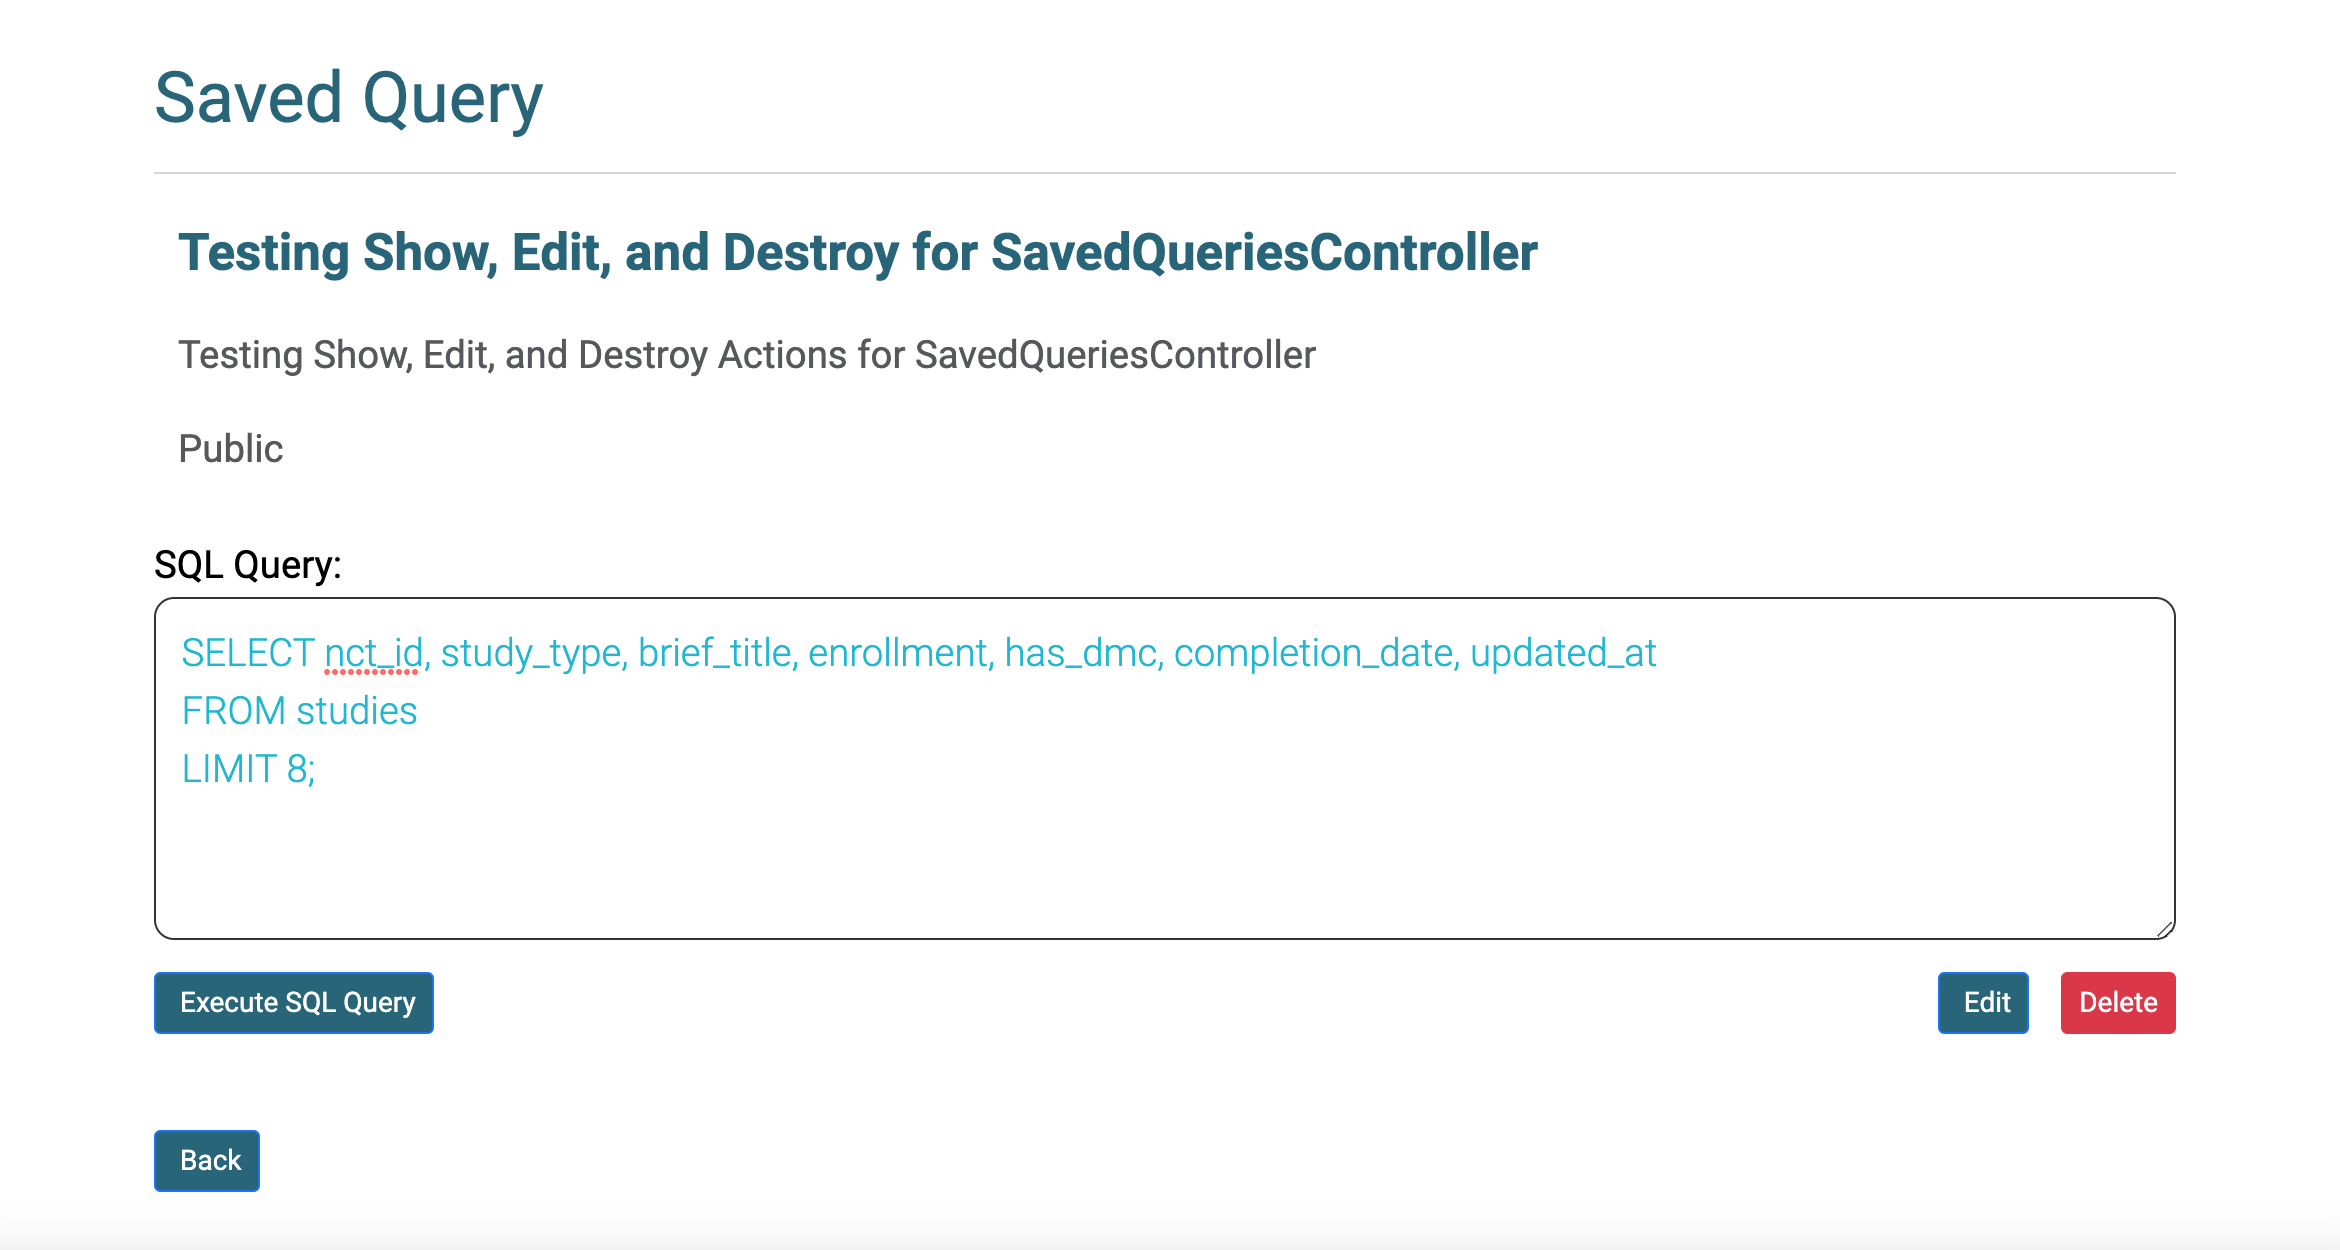 Saved Query
Testing Show, Edit, and Destroy for SavedQueriesController
Testing Show, Edit, and Destroy Actions for SavedQueriesController
Public
SQL Query:
SELECT nct_id, study_type, brief_title, enrollment, has_dmc, completion_date, updated_at
FROM studies
LIMIT 8;
Execute SQL Query
Edit
Delete
Back